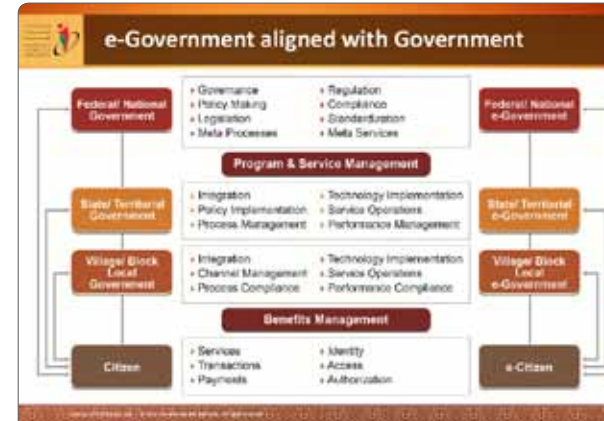 e-Government aligned with Government
Federal/ National
Government
› Governance
› Policy Making
› Legislation
› Meta Processes
› Regulation
› Compliance
› Standardization
› Meta Services
Federal/ National
e-Government
Program & Service Management
State/ Territorial
Government
› Integration
› Policy Implementation
› Process Management
› Technology Implementation
› Service Operations
› Performance Management
State/ Territorial
e-Government
Village/ Block
Local
Government
› Integration
› Channel Management
› Process Compliance
› Technology Implementation
› Service Operations
› Performance Compliance
Village/ Block
Local
e-Government
Benefits Management
Citizen
› Services
› Transactions
› Payments
› Identity
› Access
› Authorization
e-Citizen